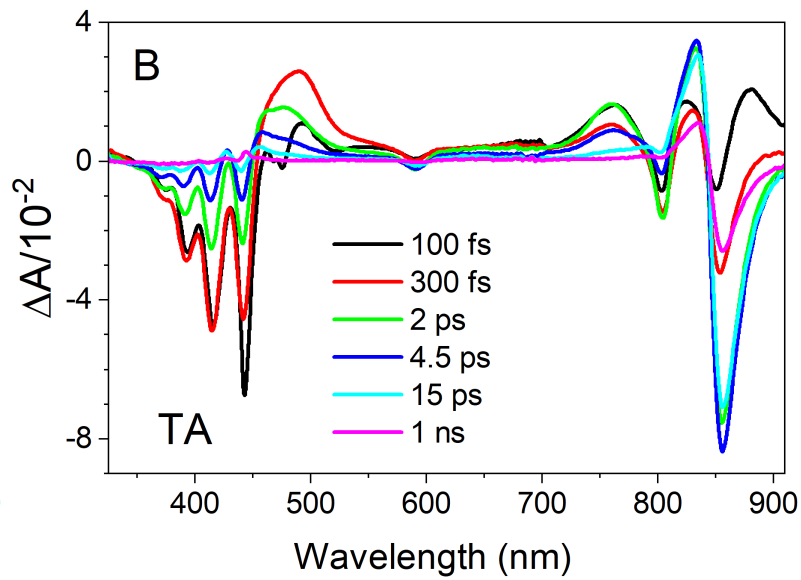 B
4
0
-4
-8
ΔA/10⁻²
100 fs
300 fs
2 ps
4.5 ps
15 ps
1 ns
TA
400 500 600 700 800 900
Wavelength (nm)